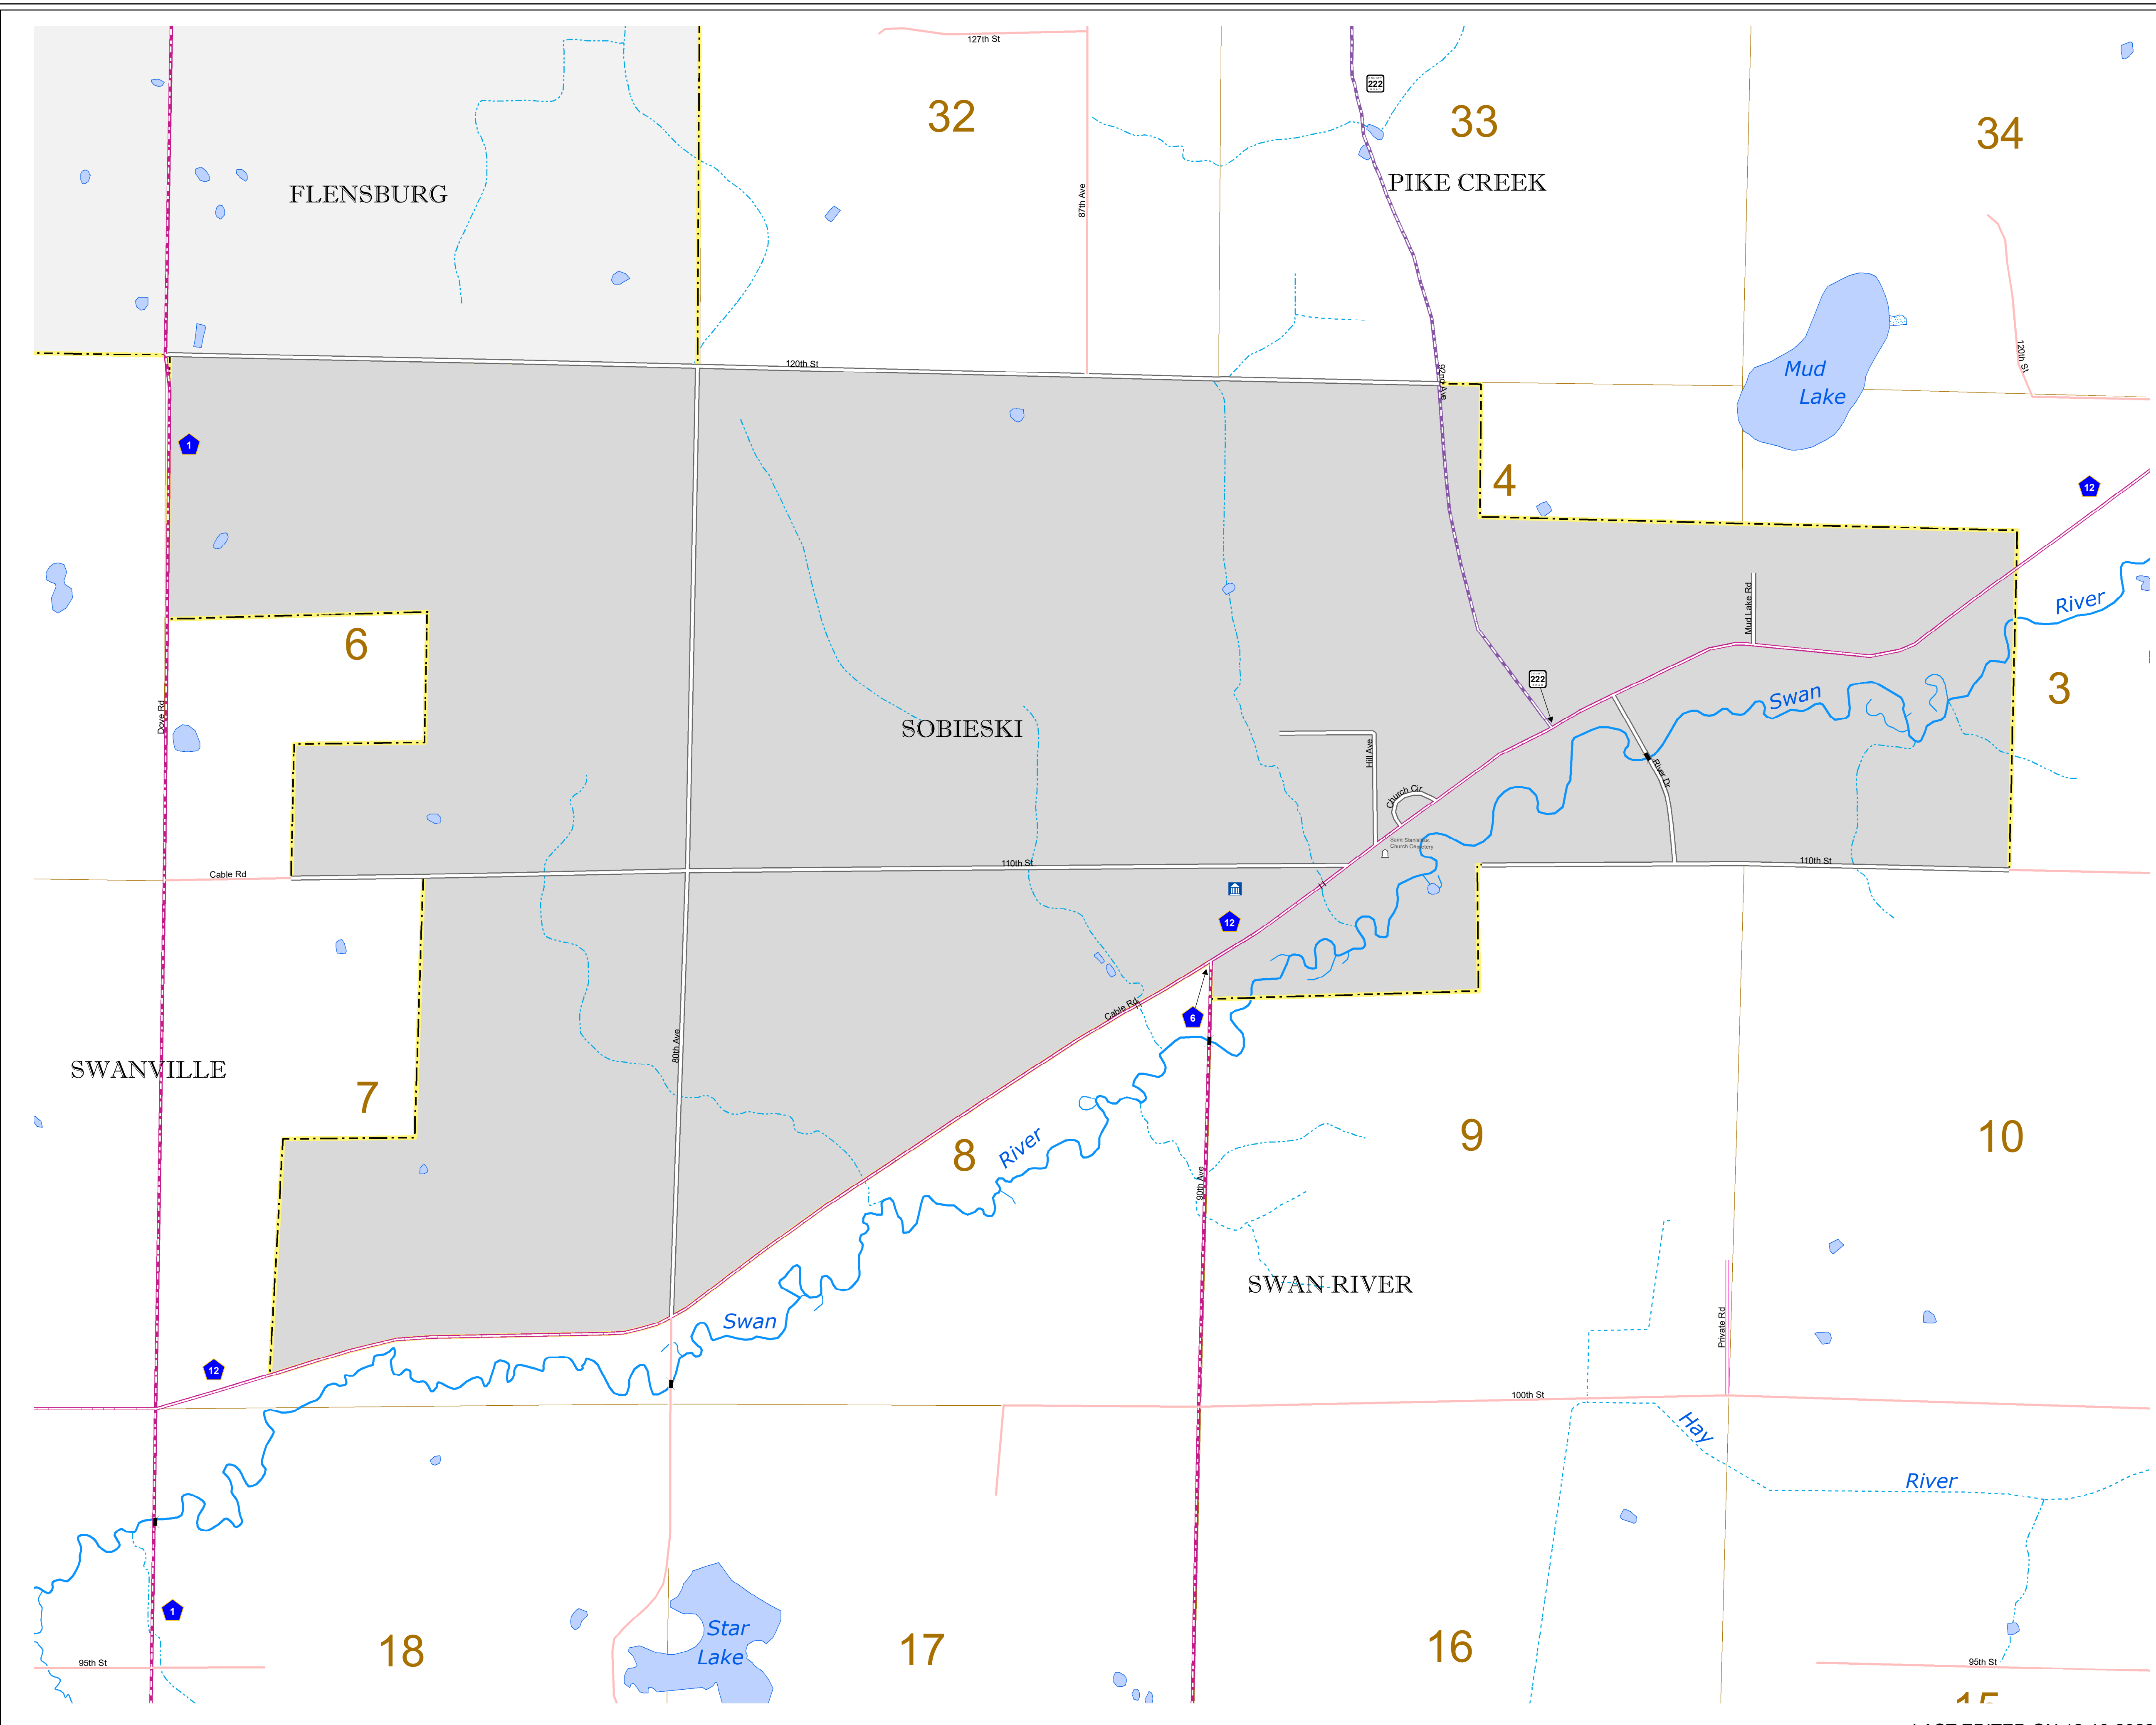 127th St
222
32
33
34
FLENSBURG
87th Ave
PIKE CREEK
120th St
120th St
92nd Ave
Mud
Lake
1
4
12
6
Mud Lake Rd
River
3
222
Swan
Dove Rd
SOBIESKI
Hill Ave
River Dr
Church Cir
Saint Stanislaus
Church Cemetery
110th St
110th St
Cable Rd
12
Cable Rd
6
80th Ave
SWANVILLE
7
8
River
9
10
90th Ave
SWAN RIVER
Swan
Private Rd
12
100th St
Hay
River
1
Star
Lake
18
17
16
95th St
95th St